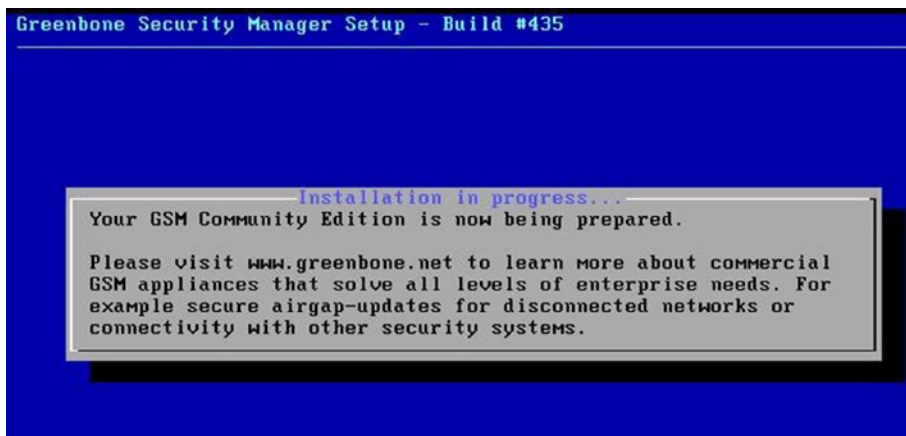 Greenbone Security Manager Setup - Build #435
Installation in progress...
Your GSM Community Edition is now being prepared.
Please visit www.greenbone.net to learn more about commercial
GSM appliances that solve all levels of enterprise needs. For
example secure airgap-updates for disconnected networks or
connectivity with other security systems.